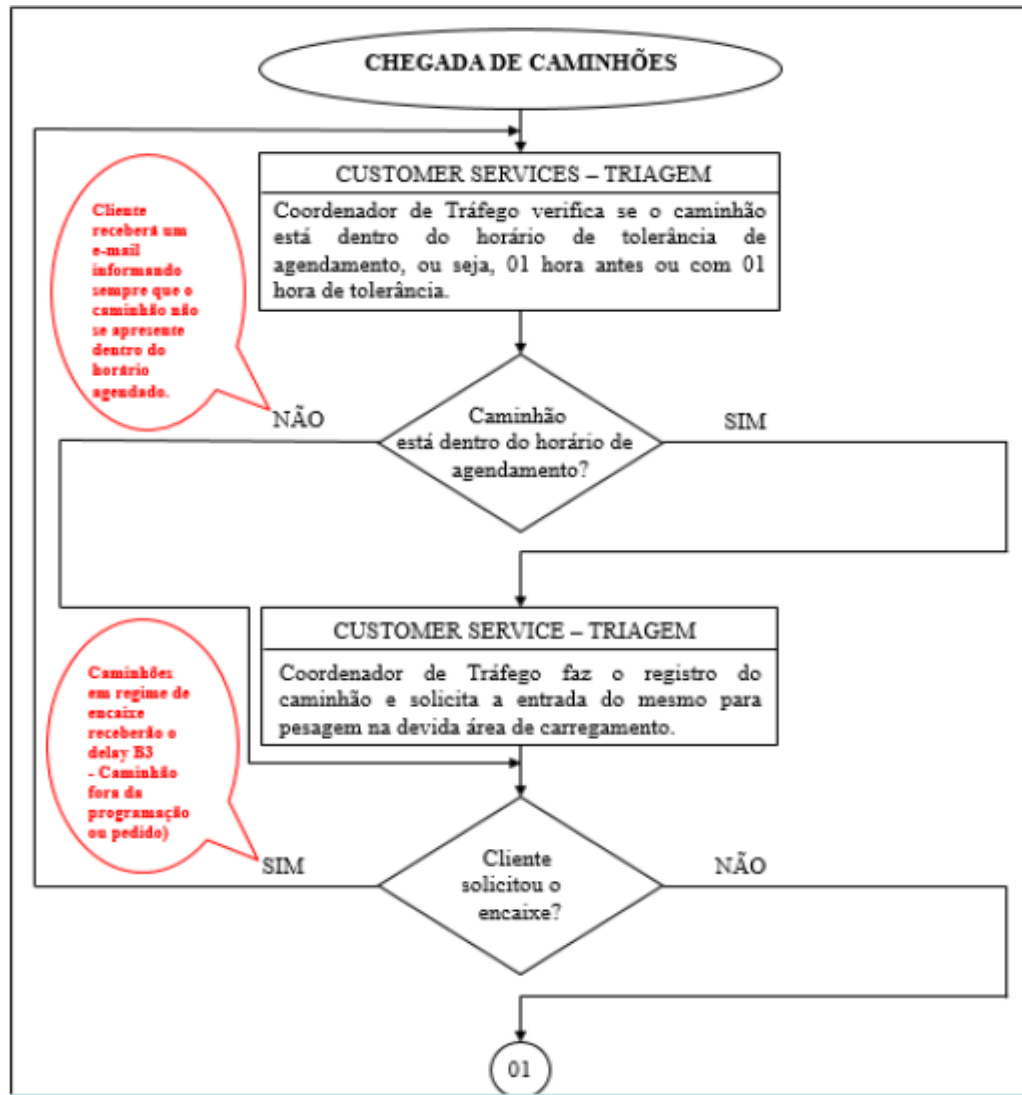 CHEGADA DE CAMINHÕES
CUSTOMER SERVICES – TRIAGEM
Coordenador de Tráfego verifica se o caminhão
está dentro do horário de tolerância de
agendamento, ou seja, 01 hora antes ou com 01
hora de tolerância.
Cliente
receberá um
e-mail
informando
sempre que o
caminhão não
se apresente
dentro do
horário
agendado.
NÃO
Caminhão
está dentro do horário de
agendamento?
SIM
CUSTOMER SERVICE – TRIAGEM
Coordenador de Tráfego faz o registro do
caminhão e solicita a entrada do mesmo para
pesagem na devida área de carregamento.
Caminhões
em regime de
encaixe
receberão o
delay B3
- Caminhão
fora da
programação
ou pedido)
SIM
Cliente
solicitou o
encaixe?
NÃO
01